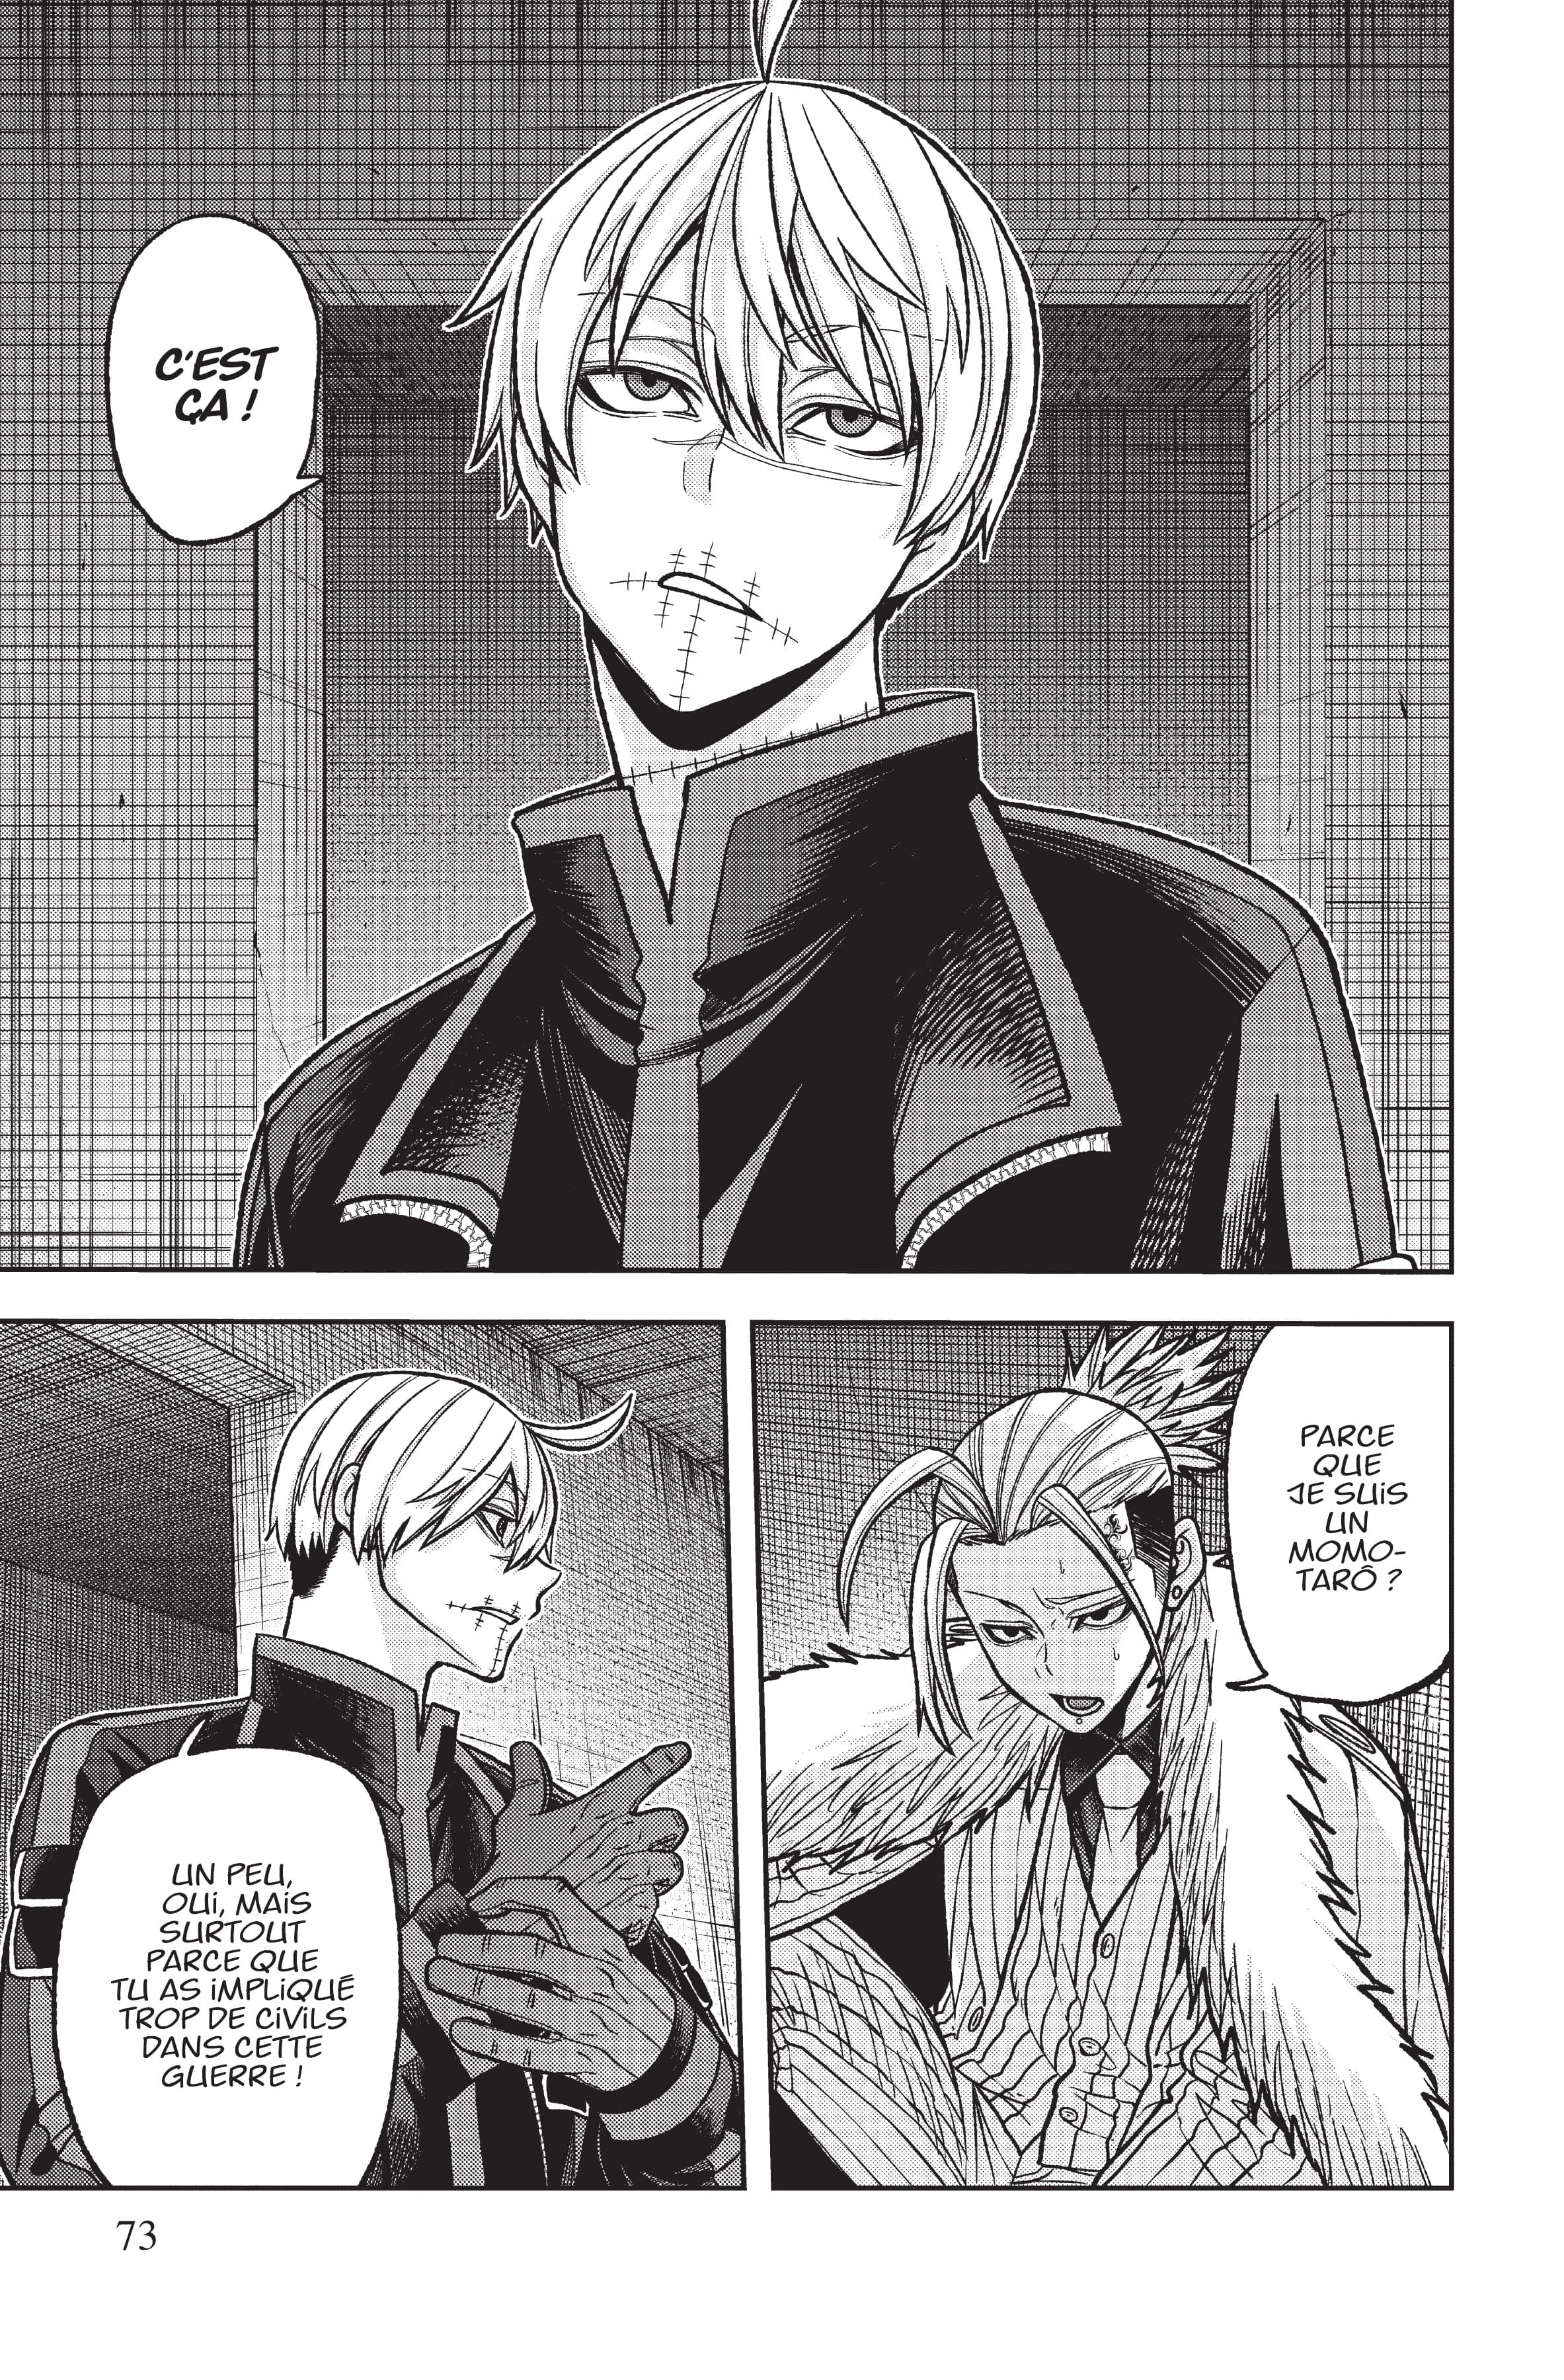 C'EST
ÇA !
PARCE
QUE
JE SUIS
UN
MOMO-
TARÔ ?
UN PEU,
OUI, MAIS
SURTOUT
PARCE QUE
TU AS IMPLIQUÉ
TROP DE CIVILS
DANS CETTE
GUERRE !
73